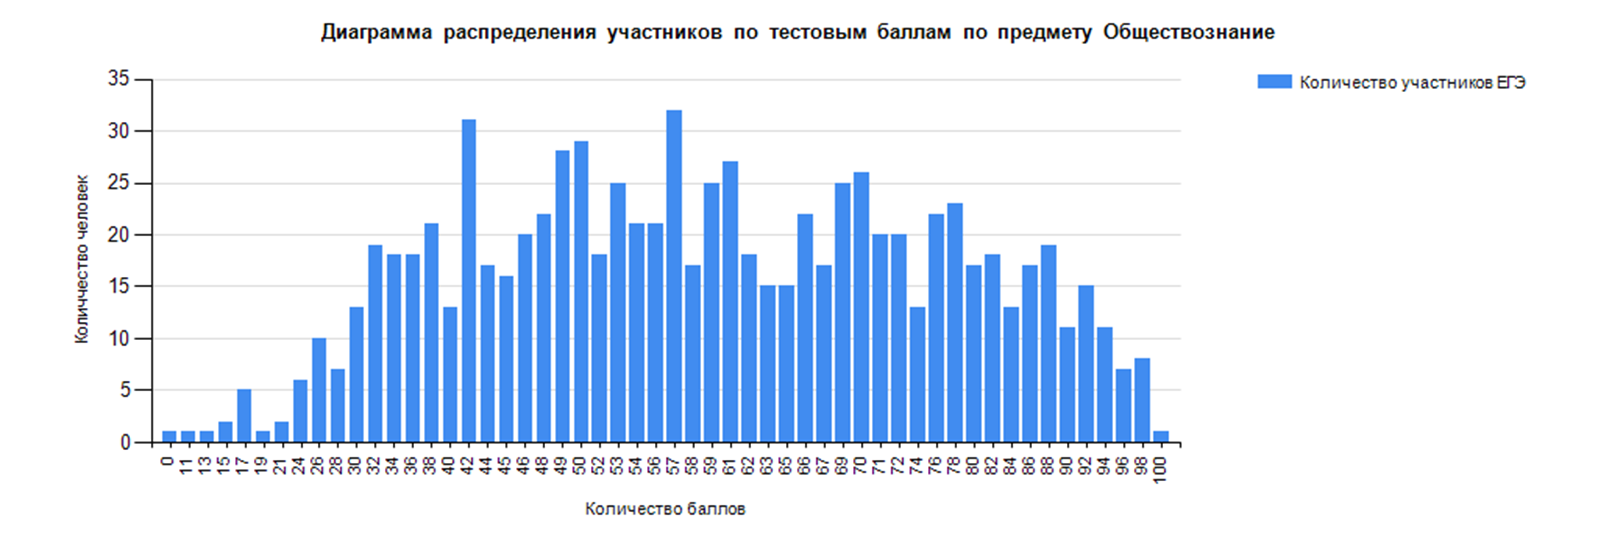 Диаграмма распределения участников по тестовым баллам по предмету Обществознание
Количество участников ЕГЭ
Количчество человек
35
30
25
20
15
10
5
0
0 11 13 15 17 19 21 24 26 28 30 32 34 36 38 40 42 44 45 46 48 49 50 52 53 54 56 57 58 59 61 62 63 65 66 67 69 70 71 72 74 76 78 80 82 84 86 88 90 92 94 96 98 100
Количество баллов